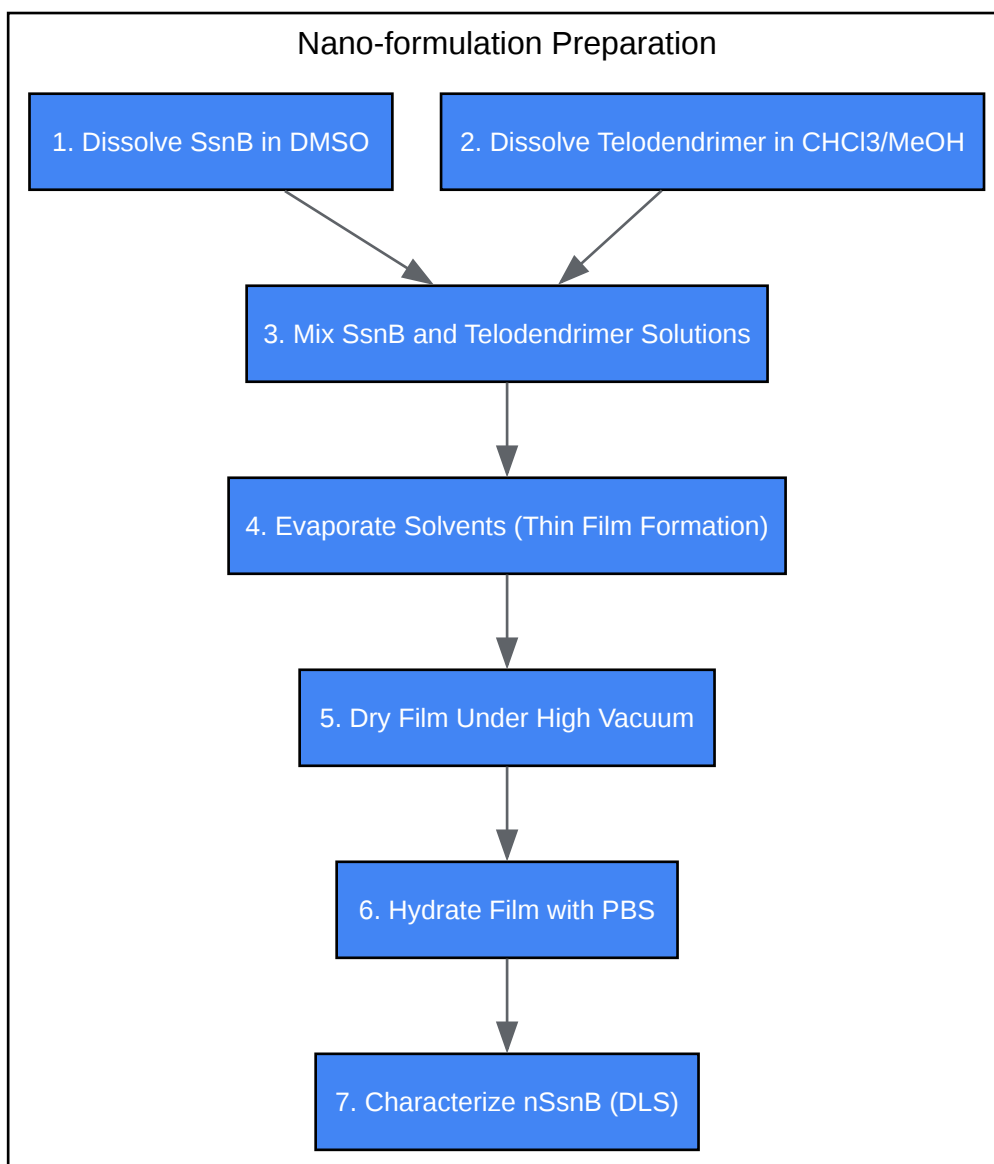 Nano-formulation Preparation
1. Dissolve SsnB in DMSO
2. Dissolve Telodendrimer in CHCl3/MeOH
3. Mix SsnB and Telodendrimer Solutions
4. Evaporate Solvents (Thin Film Formation)
5. Dry Film Under High Vacuum
6. Hydrate Film with PBS
7. Characterize nSsnB (DLS)